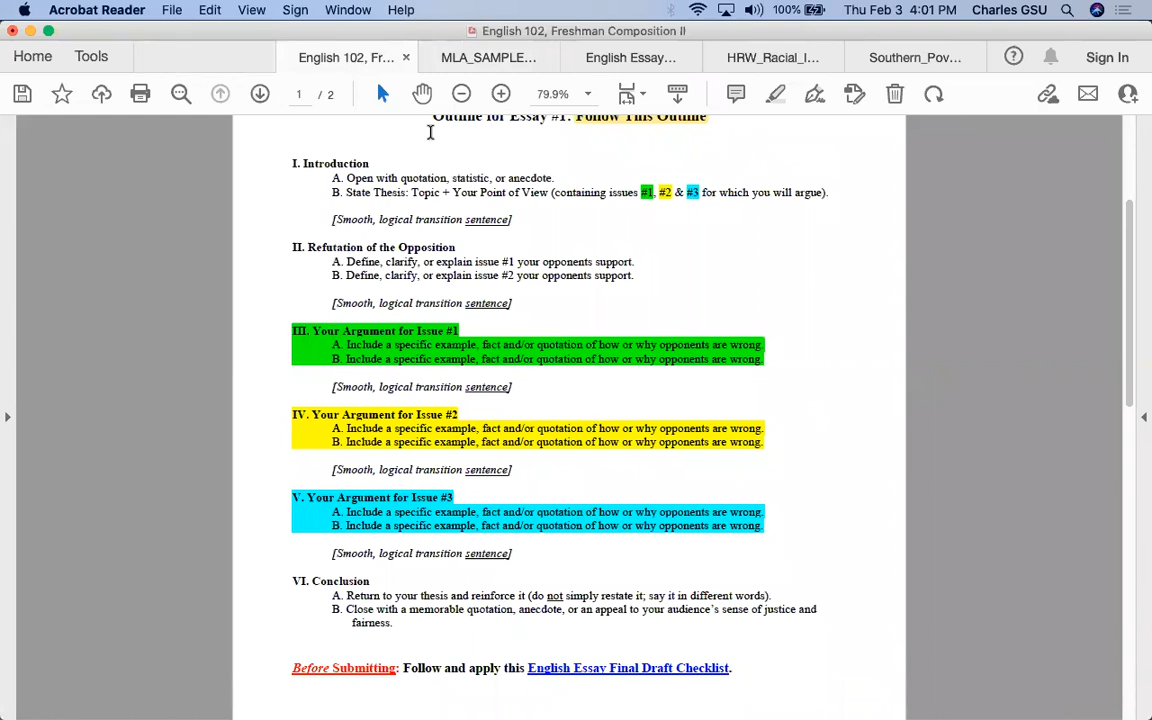 Acrobat Reader File Edit View Sign Window Help 100% Thu Feb 3 4:01 PM Charles GSU
English 102, Freshman Composition II
Home Tools English 102, Fr... × MLA_SAMPLE... English Essay... HRW_Racial_I... Southern_Pov... Sign In
1 / 2 79.9%
Outline for Essay #1: Follow This Outline
I. Introduction
A. Open with quotation, statistic, or anecdote.
B. State Thesis: Topic + Your Point of View (containing issues #1, #2 & #3 for which you will argue).
[Smooth, logical transition sentence]
II. Refutation of the Opposition
A. Define, clarify, or explain issue #1 your opponents support.
B. Define, clarify, or explain issue #2 your opponents support.
[Smooth, logical transition sentence]
III. Your Argument for Issue #1
A. Include a specific example, fact and/or quotation of how or why opponents are wrong.
B. Include a specific example, fact and/or quotation of how or why opponents are wrong.
[Smooth, logical transition sentence]
IV. Your Argument for Issue #2
A. Include a specific example, fact and/or quotation of how or why opponents are wrong.
B. Include a specific example, fact and/or quotation of how or why opponents are wrong.
[Smooth, logical transition sentence]
V. Your Argument for Issue #3
A. Include a specific example, fact and/or quotation of how or why opponents are wrong.
B. Include a specific example, fact and/or quotation of how or why opponents are wrong.
[Smooth, logical transition sentence]
VI. Conclusion
A. Return to your thesis and reinforce it (do not simply restate it; say it in different words).
B. Close with a memorable quotation, anecdote, or an appeal to your audience's sense of justice and
fairness.
Before Submitting: Follow and apply this English Essay Final Draft Checklist.